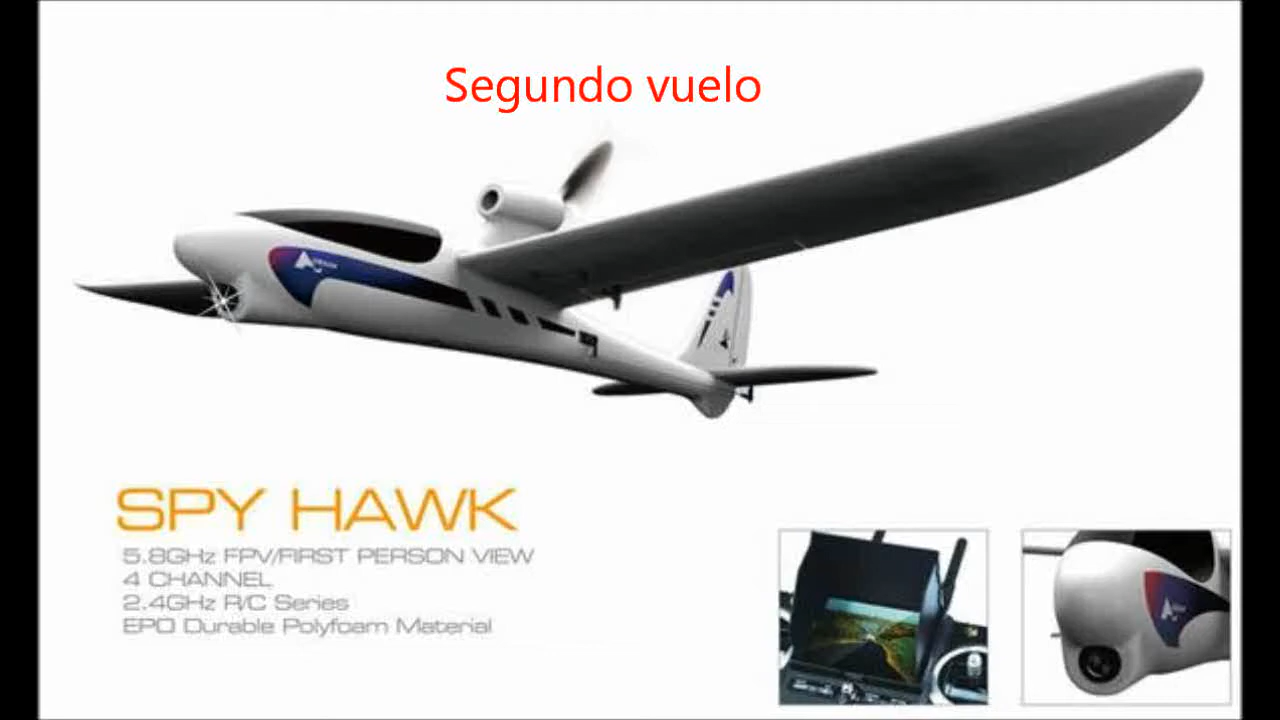 Segundo vuelo
SPY HAWK
5.8GHz FPV/FIRST PERSON VIEW
4 CHANNEL
2.4GHz R/C Series
EPO Durable Polyfoam Material